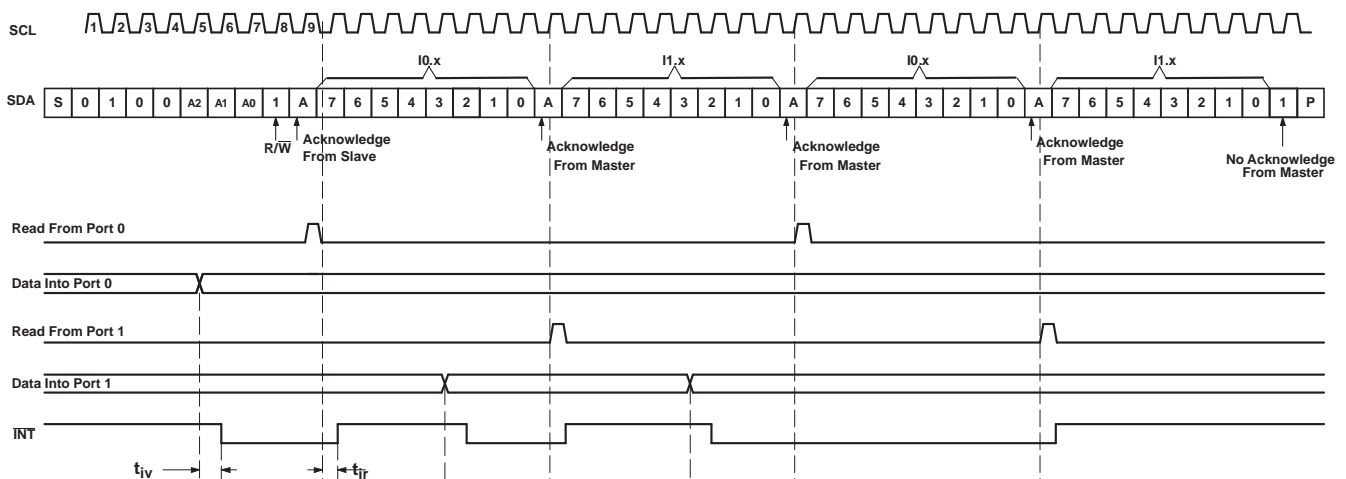 SCL 1 2 3 4 5 6 7 8 9
I0.x I1.x I0.x I1.x
SDA S 0 1 0 0 A2 A1 A0 1 A 7 6 5 4 3 2 1 0 A 7 6 5 4 3 2 1 0 A 7 6 5 4 3 2 1 0 A 7 6 5 4 3 2 1 0 1 P
R/W̅
Acknowledge
From Slave
Acknowledge
From Master
Acknowledge
From Master
Acknowledge
From Master
No Acknowledge
From Master
Read From Port 0
Data Into Port 0
Read From Port 1
Data Into Port 1
I̅N̅T̅
tiv
tir